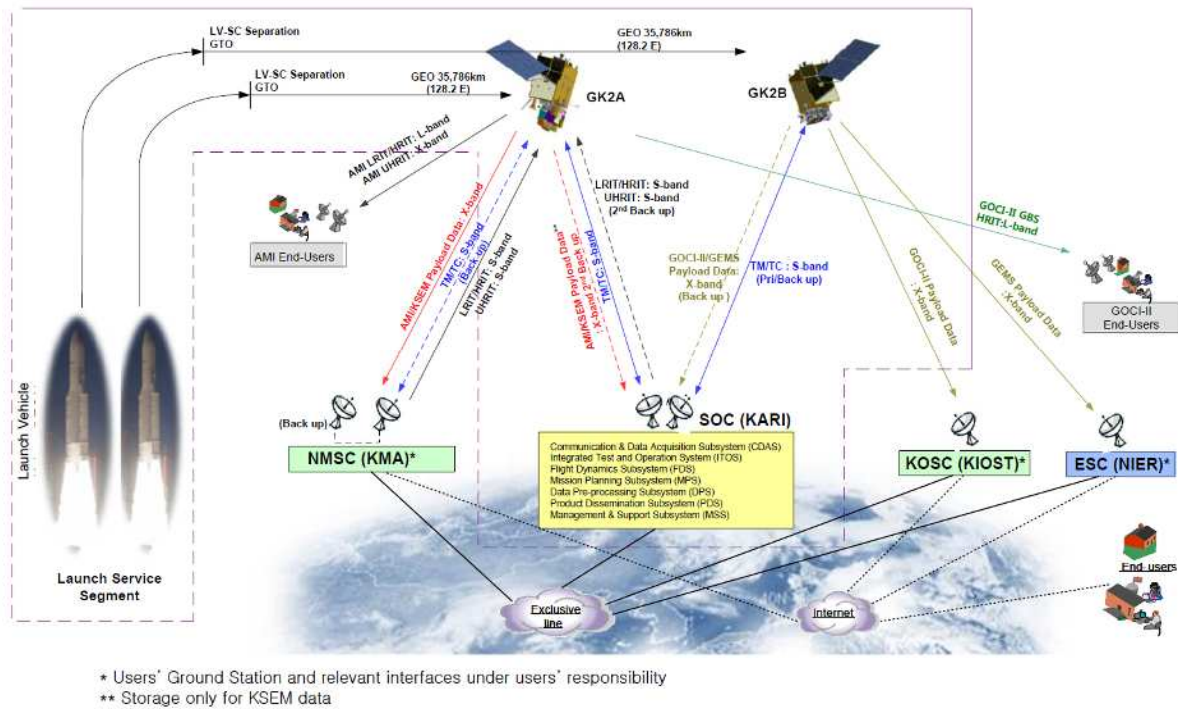 LV-SC Separation
GTO
GEO 35,786km
(128.2 E)
LV-SC Separation
GTO
GEO 35,786km
(128.2 E)
GK2A
GK2B
AMI LRIT/HRIT: L-band
AMI UHRIT: X-band
AMI End-Users
AMI/KSEM Payload Data: X-band
TM/TC: S-band
(Back up)
LRIT/HRIT: S-band
UHRIT: S-band
AMI/KSEM Payload Data**
: X-band 2nd Back up
TM/TC: S-band
LRIT/HRIT: S-band
UHRIT: S-band
(2nd Back up)
GOCI-II/GEMS
Payload Data:
X-band
(Back up )
TM/TC : S-band
(Pri/Back up)
GOCI-II Payload Data
: X-band
GEMS Payload Data
: X-band
GOCI-II GBS
HRIT:L-band
GOCI-II
End-Users
Launch Vehicle
Launch Service
Segment
(Back up)
NMSC (KMA)*
SOC (KARI)
Communication & Data Acquisition Subsystem (CDAS)
Integrated Test and Operation System (ITOS)
Flight Dynamics Subsystem (FDS)
Mission Planning Subsystem (MPS)
Data Pre-processing Subsystem (DPS)
Product Dissemination Subsystem (PDS)
Management & Support Subsystem (MSS)
KOSC (KIOST)*
ESC (NIER)*
Exclusive
line
Internet
End-users
* Users' Ground Station and relevant interfaces under users' responsibility
** Storage only for KSEM data